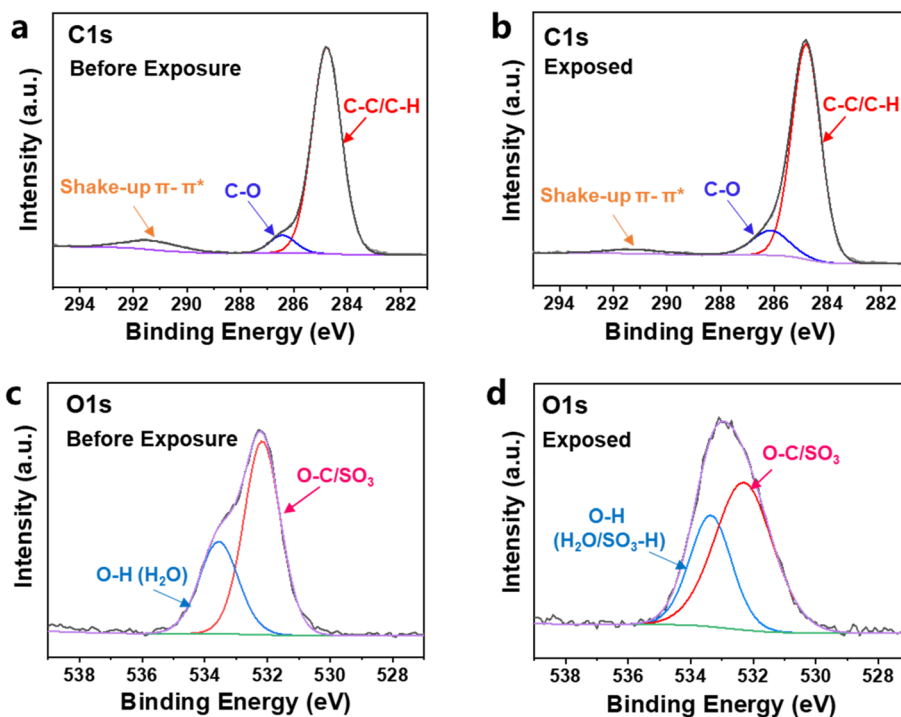 a
C1s
Before Exposure
C-C/C-H
C-O
Shake-up π- π*
Intensity (a.u.)
294 292 290 288 286 284 282
Binding Energy (eV)
b
C1s
Exposed
C-C/C-H
C-O
Shake-up π- π*
Intensity (a.u.)
294 292 290 288 286 284 282
Binding Energy (eV)
c
O1s
Before Exposure
O-C/SO₃
O-H (H₂O)
Intensity (a.u.)
538 536 534 532 530 528
Binding Energy (eV)
d
O1s
Exposed
O-C/SO₃
O-H
(H₂O/SO₃-H)
Intensity (a.u.)
538 536 534 532 530 528
Binding Energy (eV)